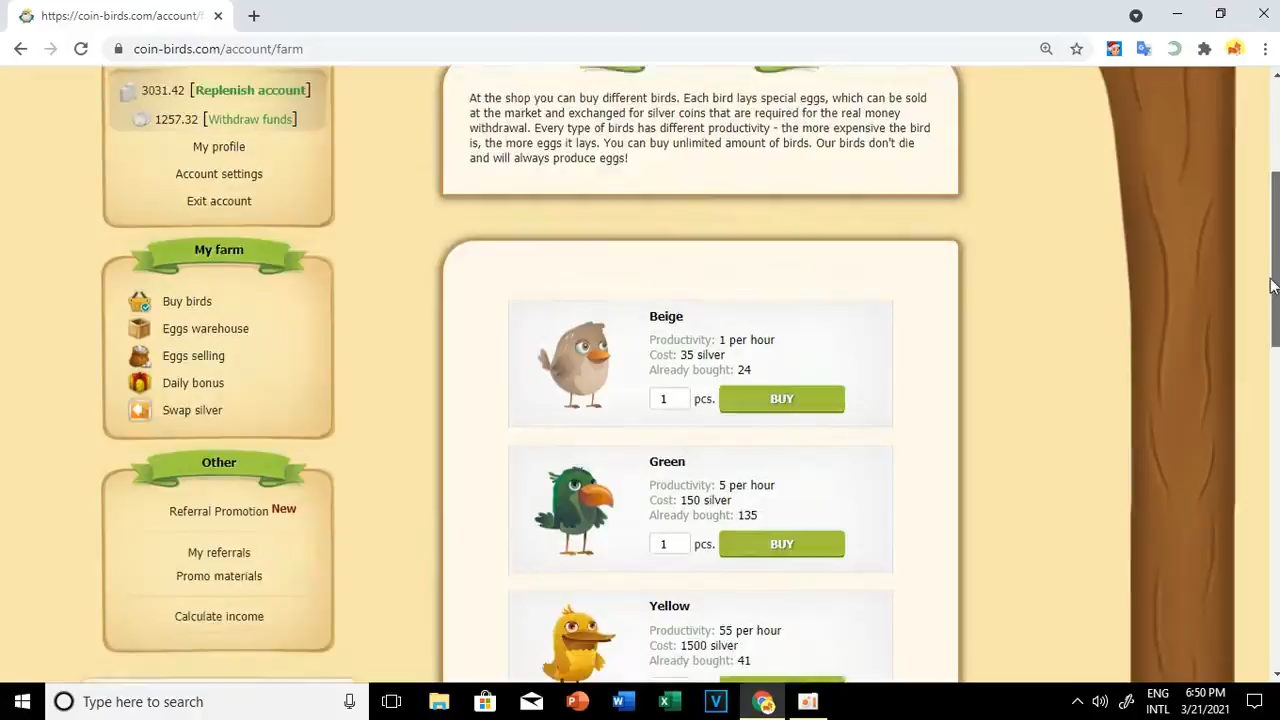 https://coin-birds.com/account/f
coin-birds.com/account/farm
3031.42 [Replenish account]
1257.32 [Withdraw funds]
My profile
Account settings
Exit account
My farm
Buy birds
Eggs warehouse
Eggs selling
Daily bonus
Swap silver
Other
Referral Promotion New
My referrals
Promo materials
Calculate income
At the shop you can buy different birds. Each bird lays special eggs, which can be sold
at the market and exchanged for silver coins that are required for the real money
withdrawal. Every type of birds has different productivity - the more expensive the bird
is, the more eggs it lays. You can buy unlimited amount of birds. Our birds don't die
and will always produce eggs!
Beige
Productivity: 1 per hour
Cost: 35 silver
Already bought: 24
1 pcs. BUY
Green
Productivity: 5 per hour
Cost: 150 silver
Already bought: 135
1 pcs. BUY
Yellow
Productivity: 55 per hour
Cost: 1500 silver
Already bought: 41
Type here to search
ENG
INTL
6:50 PM
3/21/2021